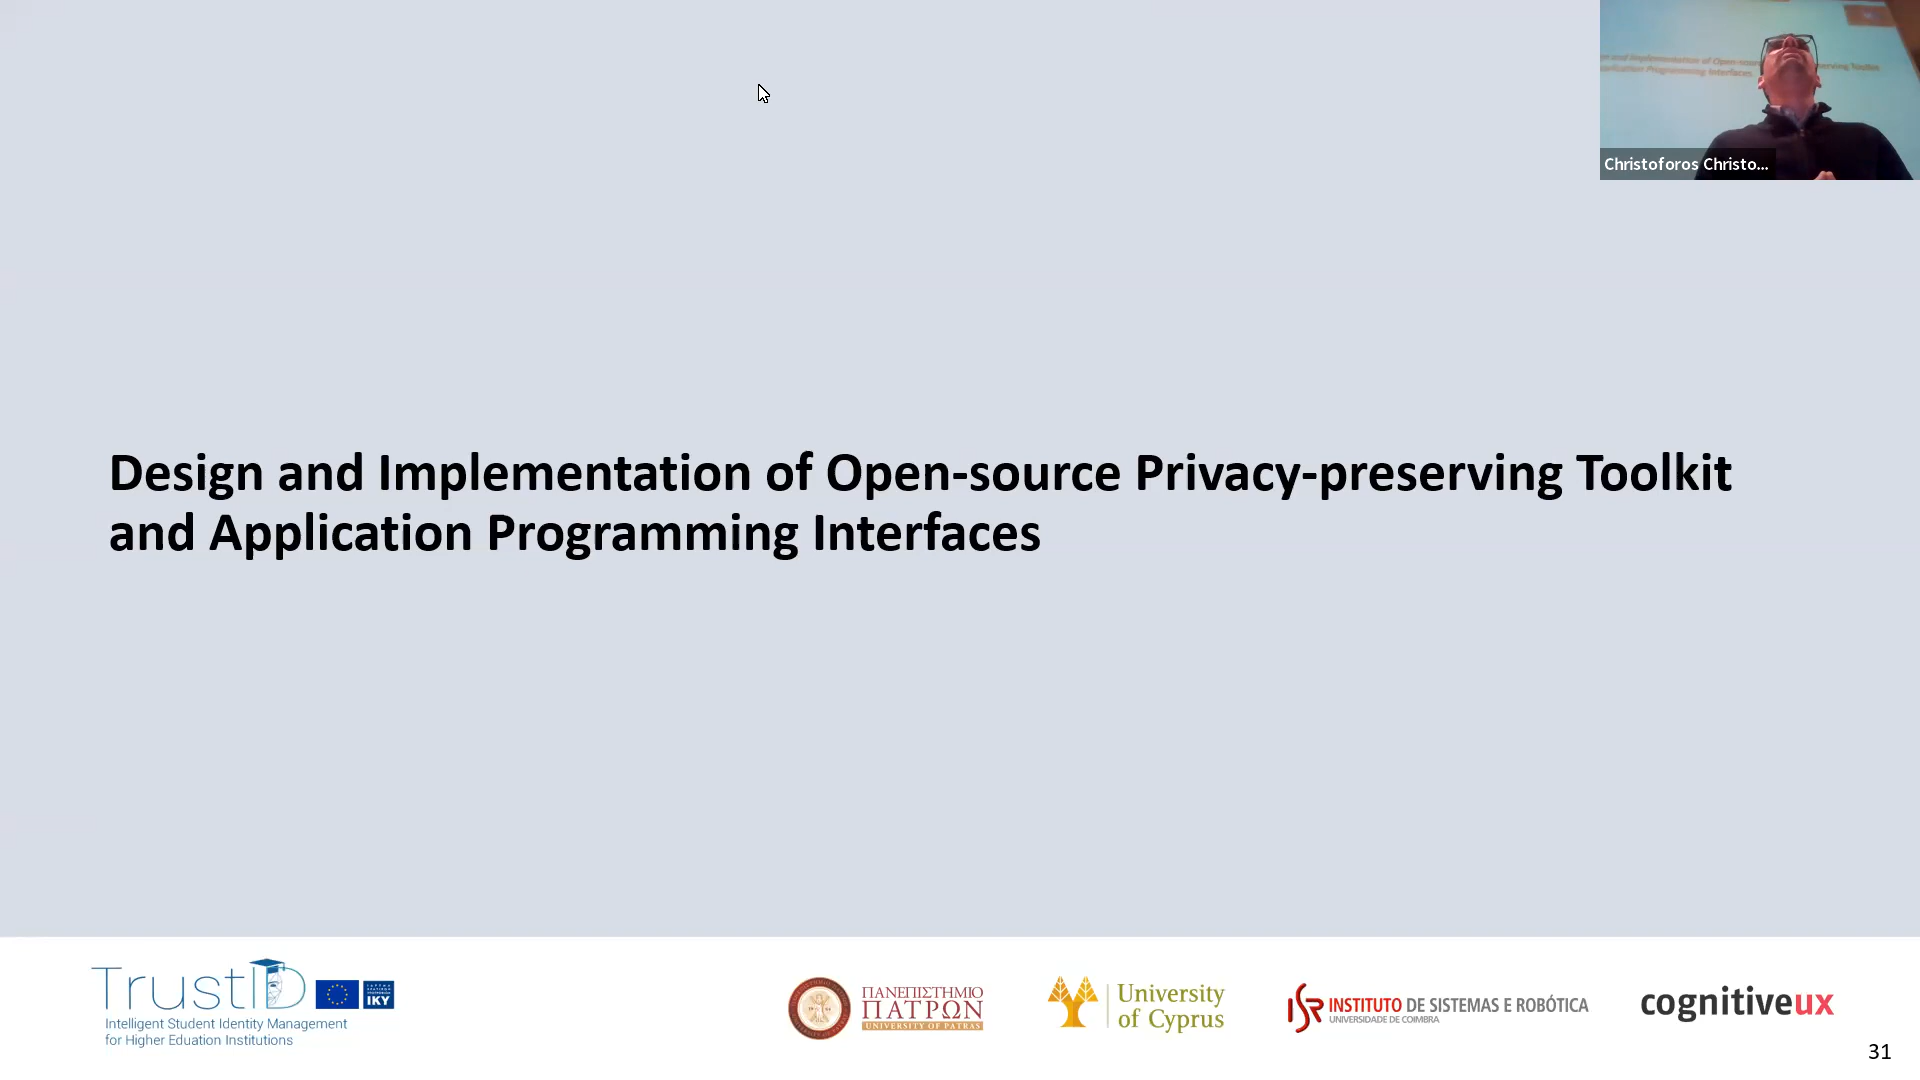 Christoforos Christo...
Design and Implementation of Open-source Privacy-preserving Toolkit
and Application Programming Interfaces
TrustID
IKY
Intelligent Student Identity Management
for Higher Eduation Institutions
ΠΑΝΕΠΙΣΤΗΜΙΟ
ΠΑΤΡΩΝ
UNIVERSITY OF PATRAS
University
of Cyprus
ISR INSTITUTO DE SISTEMAS E ROBÓTICA
UNIVERSIDADE DE COIMBRA
cognitiveux
31